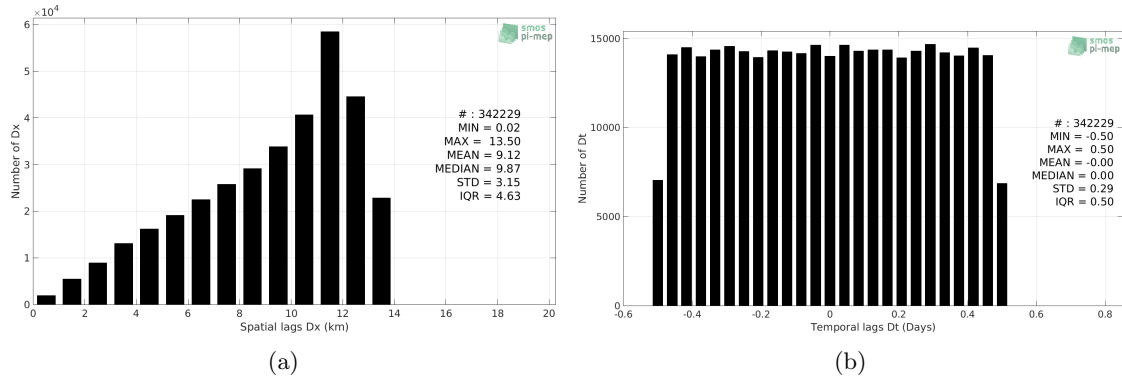 ×10⁴
6
5
4
3
2
1
0
Number of Dx
0 2 4 6 8 10 12 14 16 18 20
Spatial lags Dx (km)
smos
pi-mep
# : 342229
MIN = 0.02
MAX = 13.50
MEAN = 9.12
MEDIAN = 9.87
STD = 3.15
IQR = 4.63
(a)
15000
10000
5000
0
Number of Dt
-0.6 -0.4 -0.2 0 0.2 0.4 0.6 0.8
Temporal lags Dt (Days)
smos
pi-mep
# : 342229
MIN = -0.50
MAX = 0.50
MEAN = -0.00
MEDIAN = 0.00
STD = 0.29
IQR = 0.50
(b)